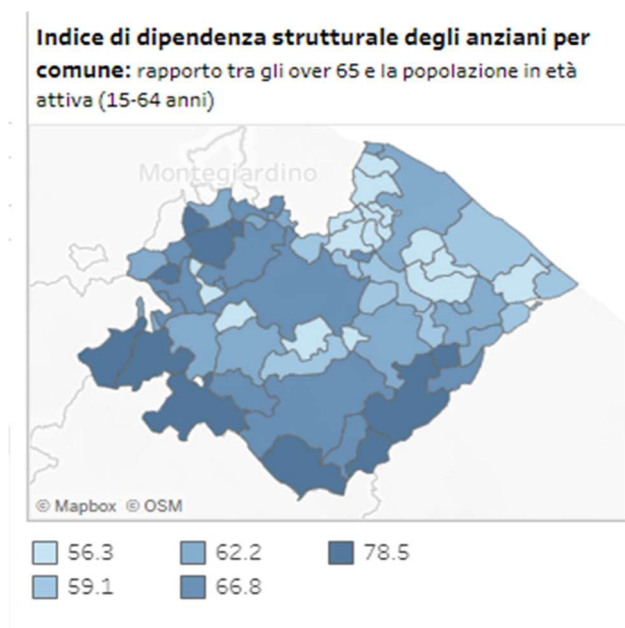 Indice di dipendenza strutturale degli anziani per
comune: rapporto tra gli over 65 e la popolazione in età
attiva (15-64 anni)
Montegiardino
© Mapbox © OSM
56.3 62.2 78.5
59.1 66.8